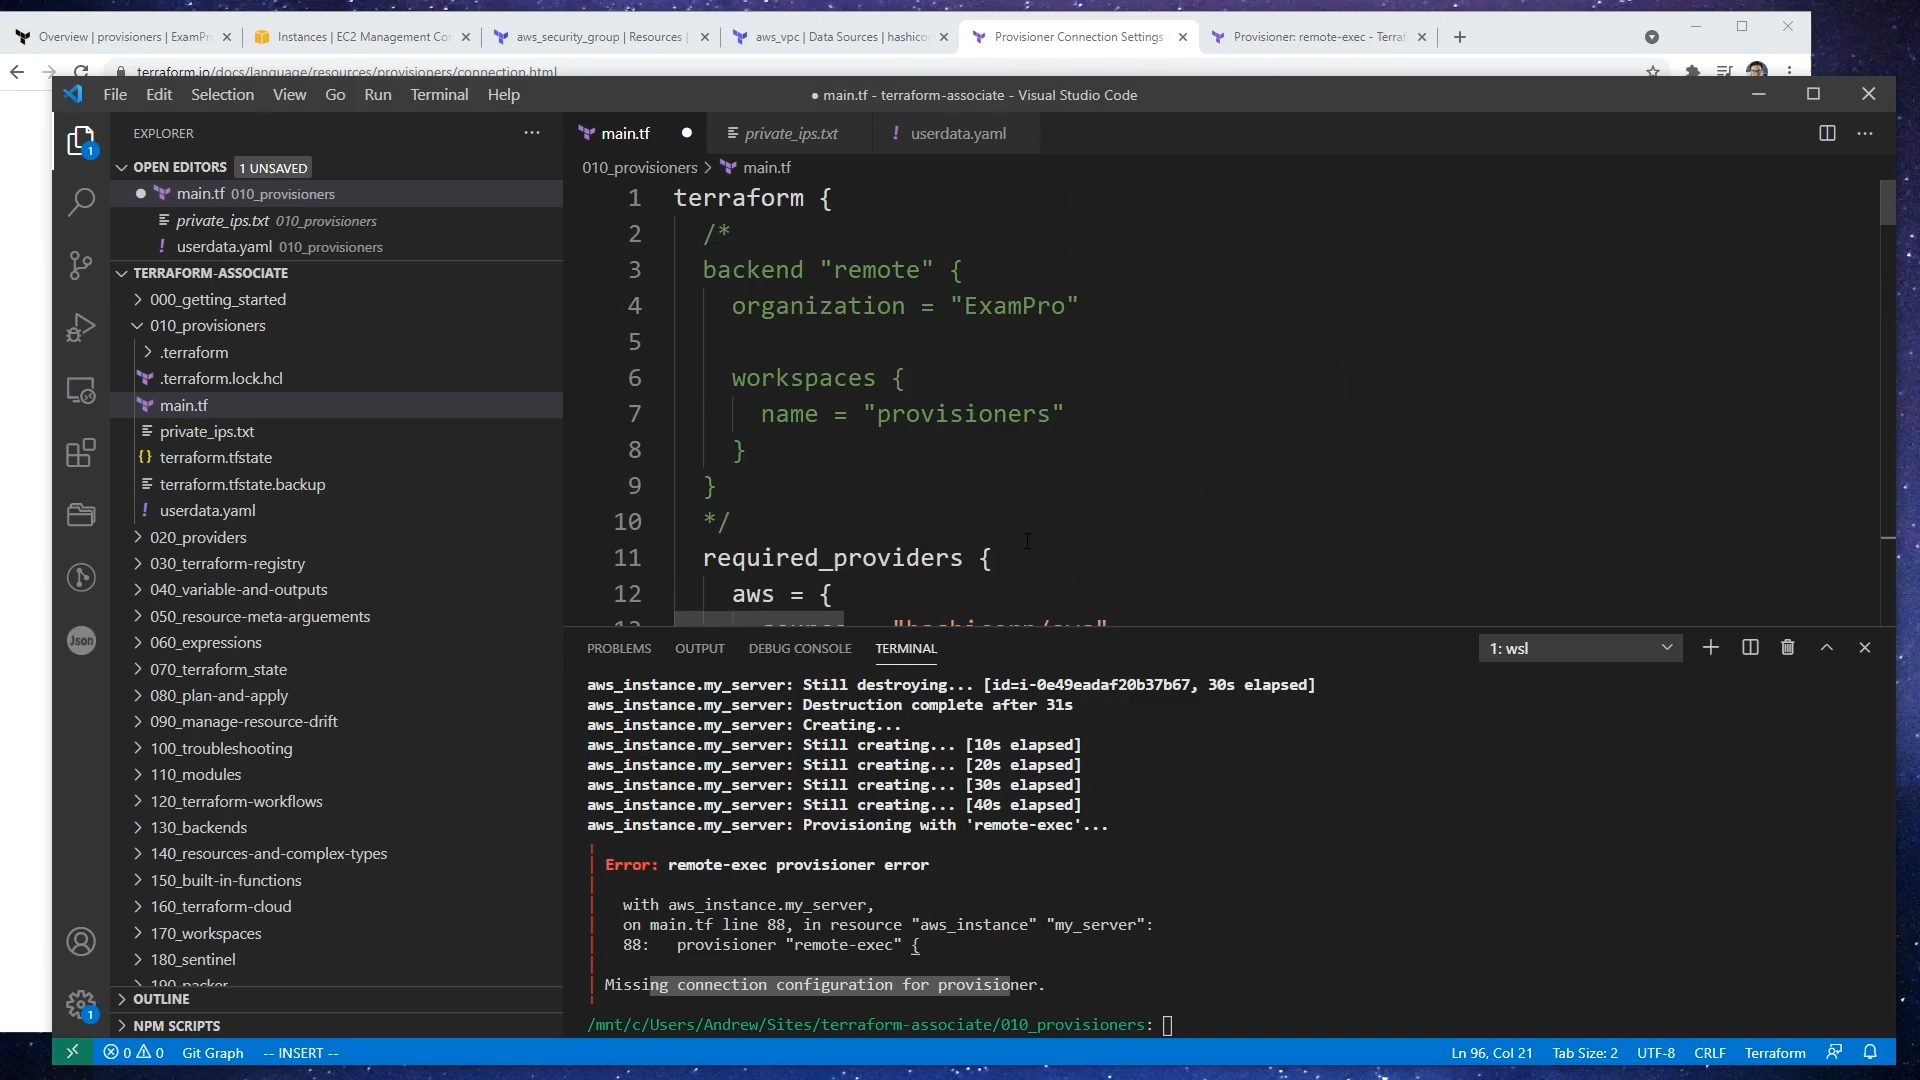 Overview | providers | ExamPr
Instances | EC2 Management Cor
aws_security_group | Resources |
aws_vpc | Data Sources | hashico
Provisioner Connection Settings
Provisioner: remote-exec - Terraf
terraform.io/docs/language/resources/provisioners/connection.html
File Edit Selection View Go Run Terminal Help
● main.tf - terraform-associate - Visual Studio Code
EXPLORER
main.tf
private_ips.txt
userdata.yaml
OPEN EDITORS 1 UNSAVED
010_provisioners > main.tf
main.tf 010_provisioners
private_ips.txt 010_provisioners
userdata.yaml 010_provisioners
TERRAFORM-ASSOCIATE
000_getting_started
010_provisioners
.terraform
.terraform.lock.hcl
main.tf
private_ips.txt
terraform.tfstate
terraform.tfstate.backup
userdata.yaml
020_providers
030_terraform-registry
040_variable-and-outputs
050_resource-meta-arguements
060_expressions
070_terraform_state
080_plan-and-apply
090_manage-resource-drift
100_troubleshooting
110_modules
120_terraform-workflows
130_backends
140_resources-and-complex-types
150_built-in-functions
160_terraform-cloud
170_workspaces
180_sentinel
190_packer
OUTLINE
NPM SCRIPTS
1 terraform {
2 /*
3 backend "remote" {
4 organization = "ExamPro"
5
6 workspaces {
7 name = "provisioners"
8 }
9 }
10 */
11 required_providers {
12 aws = {
13 source "hashicorp/aws"
PROBLEMS OUTPUT DEBUG CONSOLE TERMINAL
1: wsl
aws_instance.my_server: Still destroying... [id=i-0e49eadaf20b37b67, 30s elapsed]
aws_instance.my_server: Destruction complete after 31s
aws_instance.my_server: Creating...
aws_instance.my_server: Still creating... [10s elapsed]
aws_instance.my_server: Still creating... [20s elapsed]
aws_instance.my_server: Still creating... [30s elapsed]
aws_instance.my_server: Still creating... [40s elapsed]
aws_instance.my_server: Provisioning with 'remote-exec'...
Error: remote-exec provisioner error
with aws_instance.my_server,
on main.tf line 88, in resource "aws_instance" "my_server":
88: provisioner "remote-exec" {
Missing connection configuration for provisioner.
/mnt/c/Users/Andrew/Sites/terraform-associate/010_provisioners:
Json
1
1
0 0 Git Graph -- INSERT --
Ln 96, Col 21 Tab Size: 2 UTF-8 CRLF Terraform